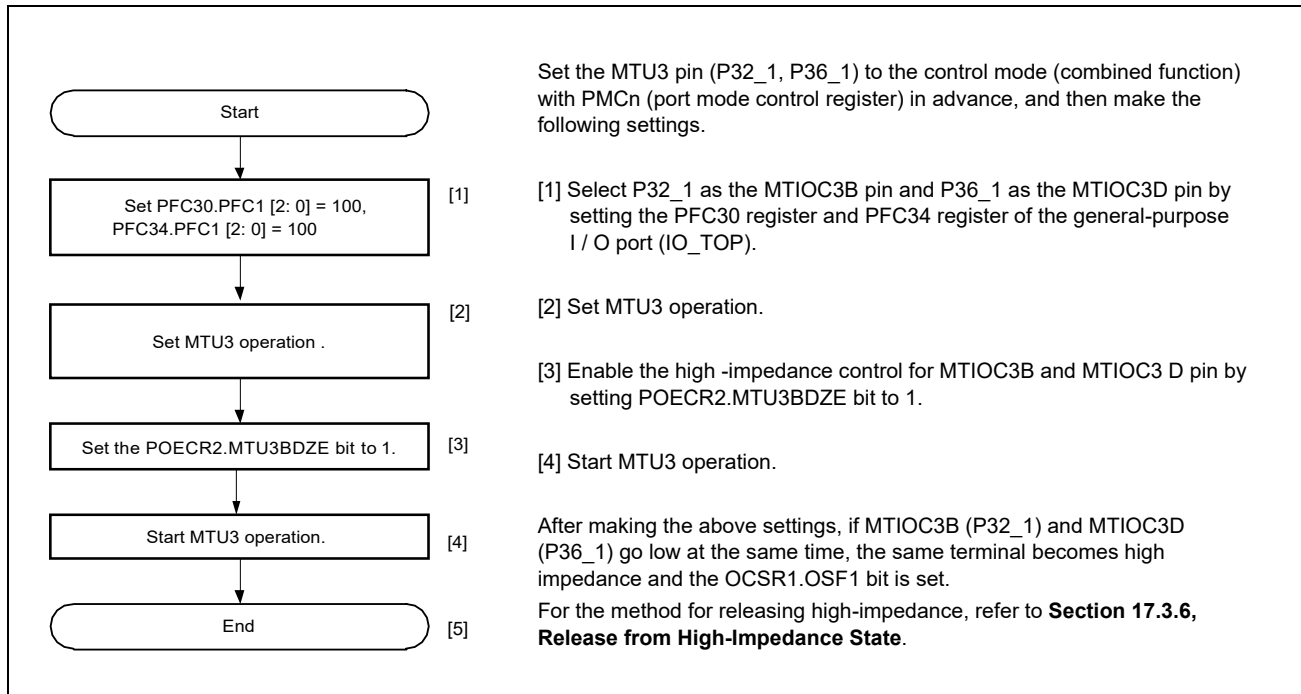 Start
Set PFC30.PFC1 [2: 0] = 100,
PFC34.PFC1 [2: 0] = 100
[1]
[2]
Set MTU3 operation .
Set the POECR2.MTU3BDZE bit to 1.
[3]
Start MTU3 operation.
[4]
End
[5]
Set the MTU3 pin (P32_1, P36_1) to the control mode (combined function)
with PMCn (port mode control register) in advance, and then make the
following settings.
[1] Select P32_1 as the MTIOC3B pin and P36_1 as the MTIOC3D pin by
setting the PFC30 register and PFC34 register of the general-purpose
I / O port (IO_TOP).
[2] Set MTU3 operation.
[3] Enable the high -impedance control for MTIOC3B and MTIOC3 D pin by
setting POECR2.MTU3BDZE bit to 1.
[4] Start MTU3 operation.
After making the above settings, if MTIOC3B (P32_1) and MTIOC3D
(P36_1) go low at the same time, the same terminal becomes high
impedance and the OCSR1.OSF1 bit is set.
For the method for releasing high-impedance, refer to Section 17.3.6,
Release from High-Impedance State.